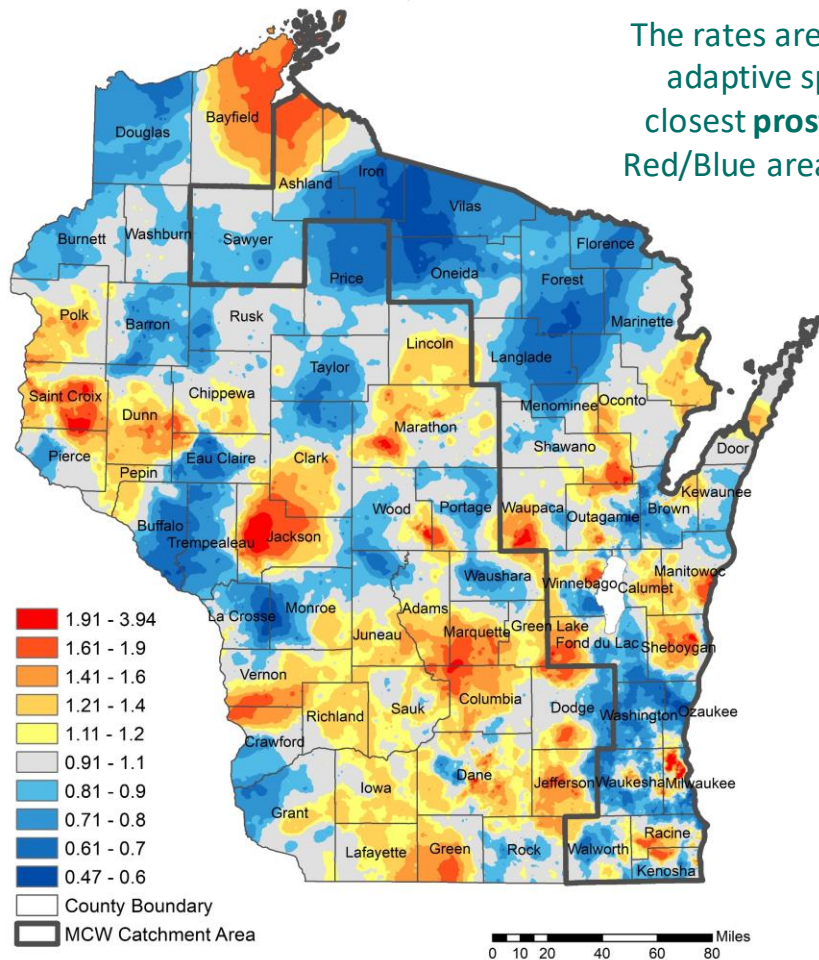 The rates are
adaptive sp
closest prost
Red/Blue area
Douglas
Bayfield
Ashland
Iron
Vilas
Burnett
Washburn
Sawyer
Price
Oneida
Florence
Forest
Marinette
Polk
Barron
Rusk
Taylor
Lincoln
Langlade
Saint Croix
Dunn
Chippewa
Marathon
Menominee
Oconto
Shawano
Door
Pierce
Pepin
Eau Claire
Clark
Buffalo
Trempealeau
Jackson
Wood
Portage
Waupaca
Outagamie
Brown
Kewaunee
Waushara
Winnebago
Calumet
Manitowoc
La Crosse
Monroe
Juneau
Adams
Marquette
Green Lake
Fond du Lac
Sheboygan
Vernon
Richland
Sauk
Columbia
Dodge
Washington
Ozaukee
Crawford
Grant
Iowa
Dane
Jefferson
Waukesha
Milwaukee
Lafayette
Green
Rock
Walworth
Racine
Kenosha
1.91 - 3.94
1.61 - 1.9
1.41 - 1.6
1.21 - 1.4
1.11 - 1.2
0.91 - 1.1
0.81 - 0.9
0.71 - 0.8
0.61 - 0.7
0.47 - 0.6
County Boundary
MCW Catchment Area
Miles
0 10 20 40 60 80